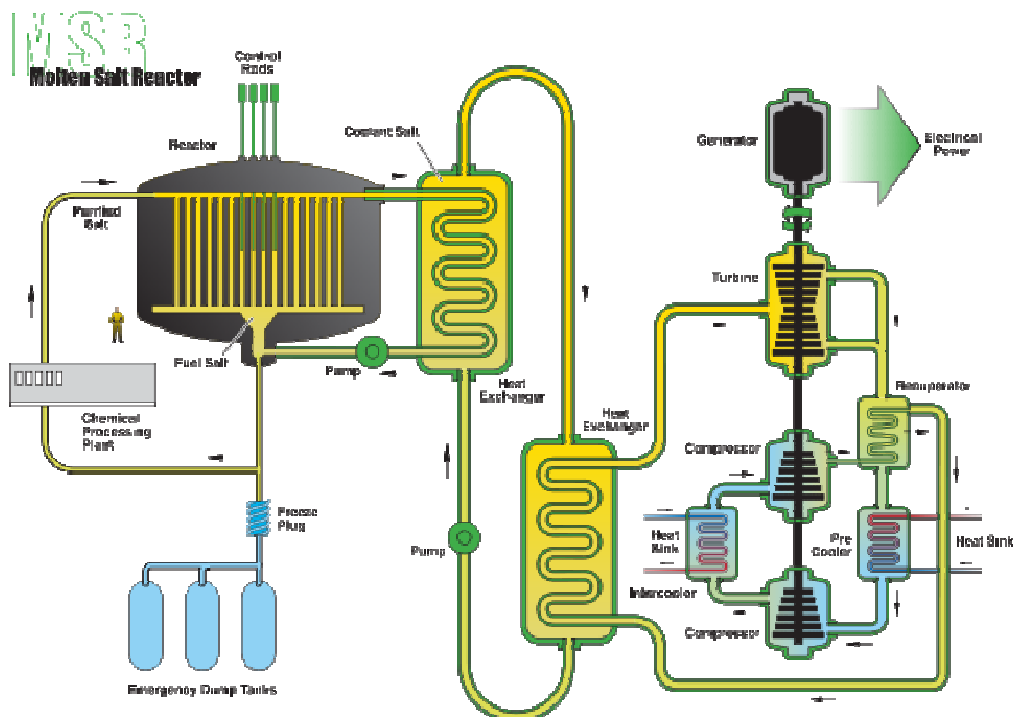 MSR
Molten Salt Reactor
Control
Rods
Reactor
Coolant Salt
Generator
Electrical
Power
Purified
Salt
Turbine
Fuel Salt
Pump
Heat
Exchanger
Chemical
Processing
Plant
Heat
Exchanger
Recuperator
Compressor
Freeze
Plug
Pump
Heat
Sink
Pre
Cooler
Heat Sink
Intercooler
Compressor
Emergency Dump Tanks